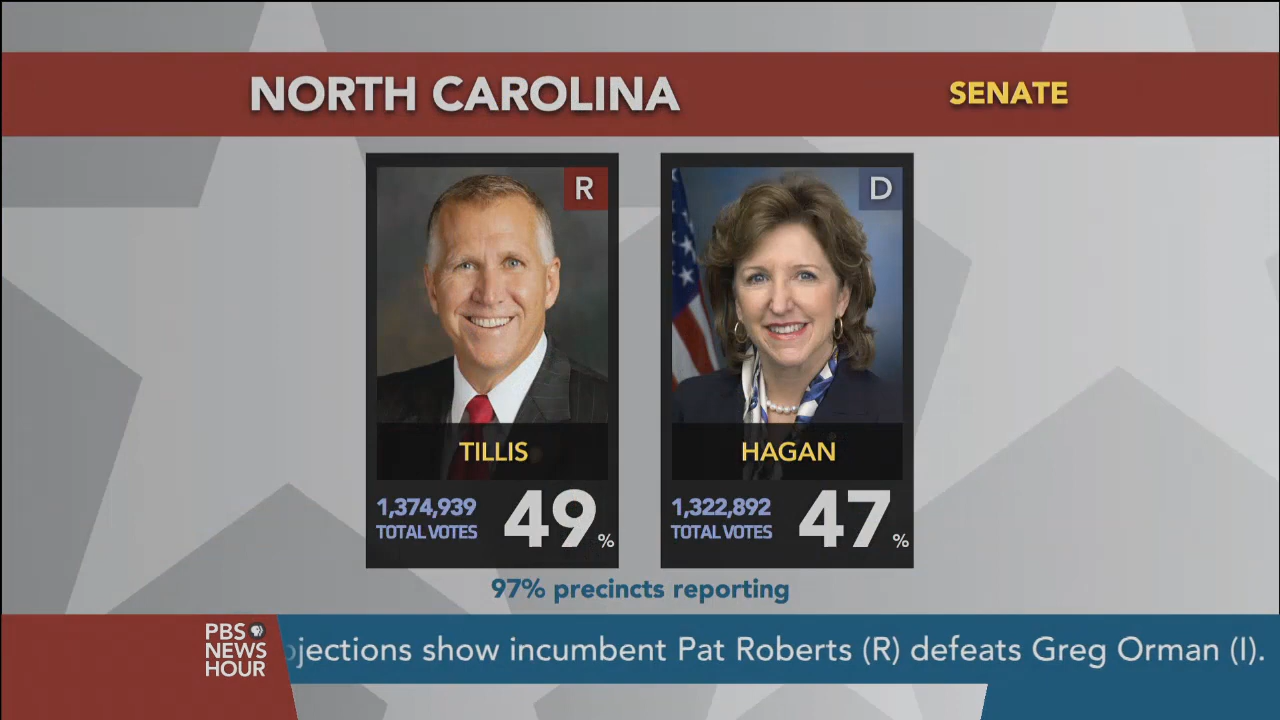 NORTH CAROLINA
SENATE
R
TILLIS
1,374,939
TOTAL VOTES
49%
D
HAGAN
1,322,892
TOTAL VOTES
47%
97% precincts reporting
PBS
NEWS
HOUR
ojections show incumbent Pat Roberts (R) defeats Greg Orman (I).